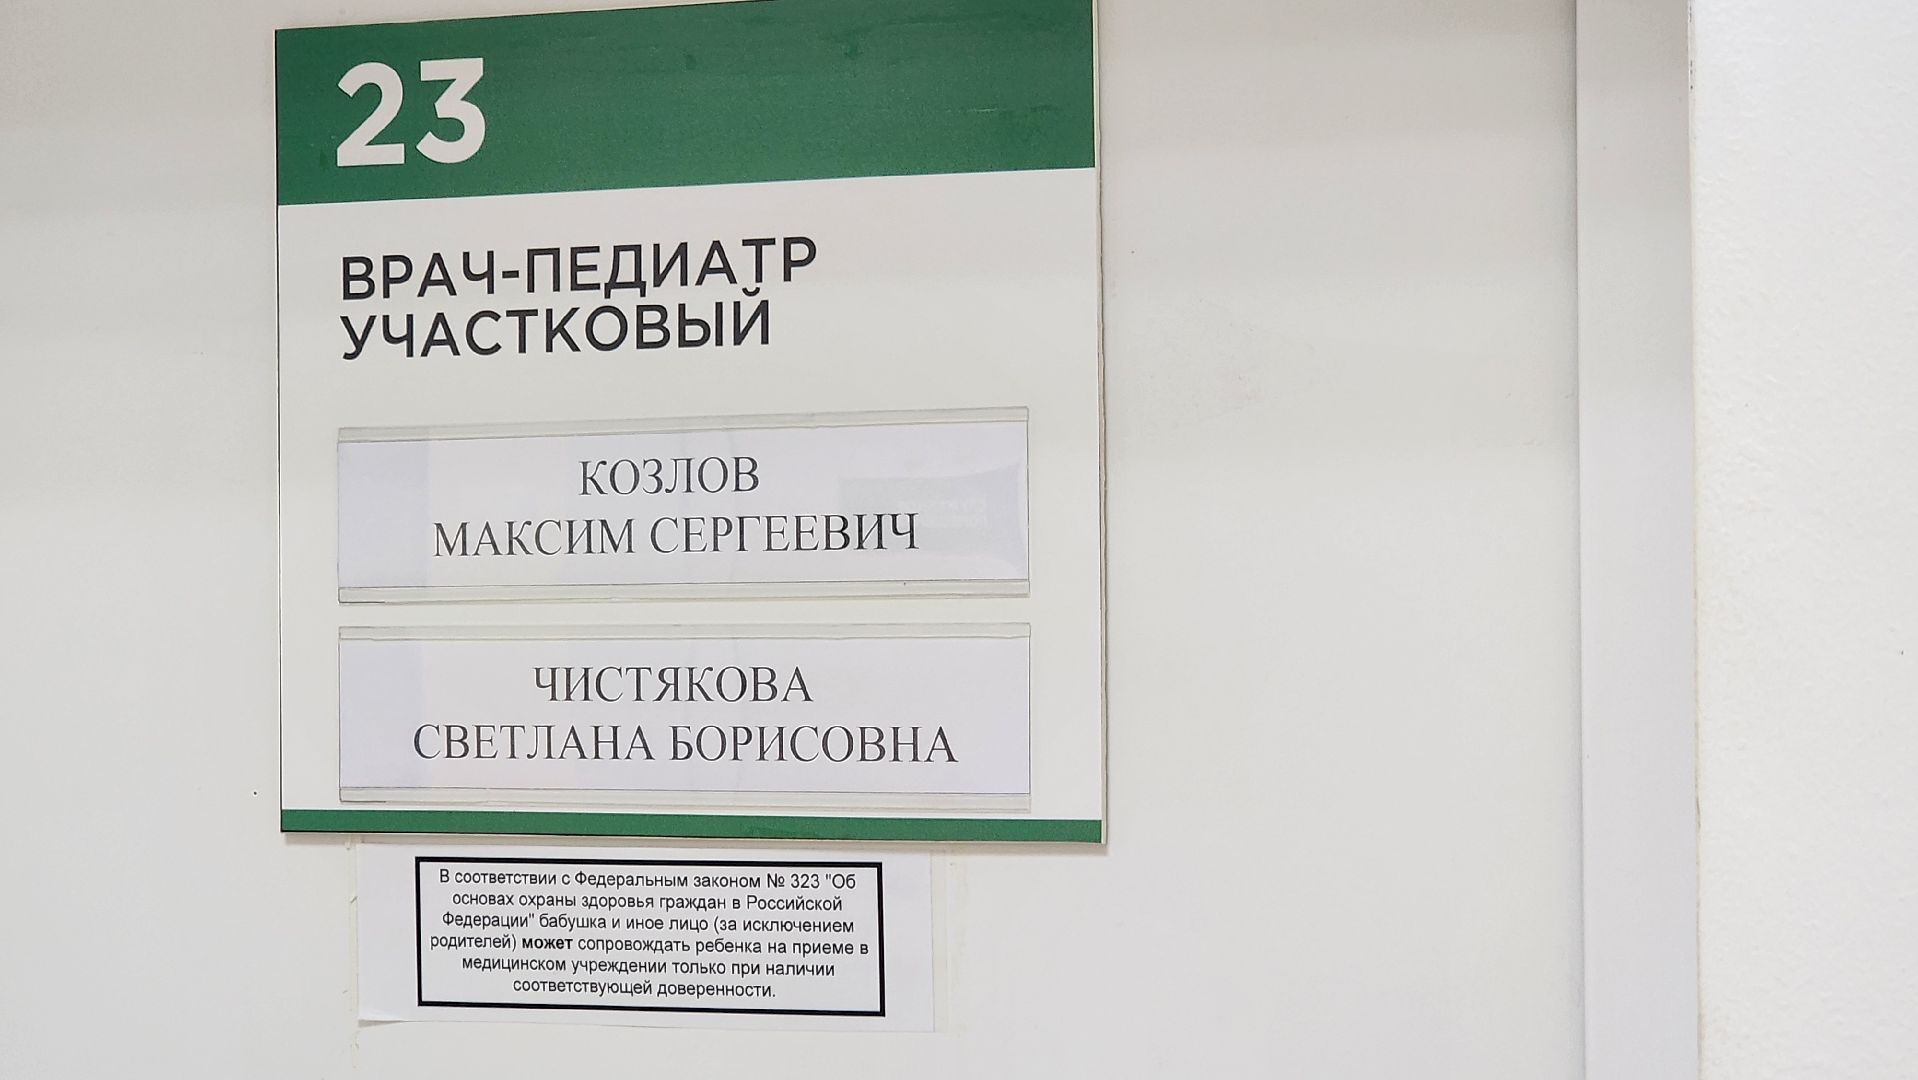 23
ВРАЧ-ПЕДИАТР
УЧАСТКОВЫЙ
КОЗЛОВ
МАКСИМ СЕРГЕЕВИЧ
ЧИСТЯКОВА
СВЕТЛАНА БОРИСОВНА
В соответствии с Федеральным законом № 323 "Об
основах охраны здоровья граждан в Российской
Федерации" бабушка и иное лицо (за исключением
родителей) может сопровождать ребенка на приеме в
медицинском учреждении только при наличии
соответствующей доверенности.